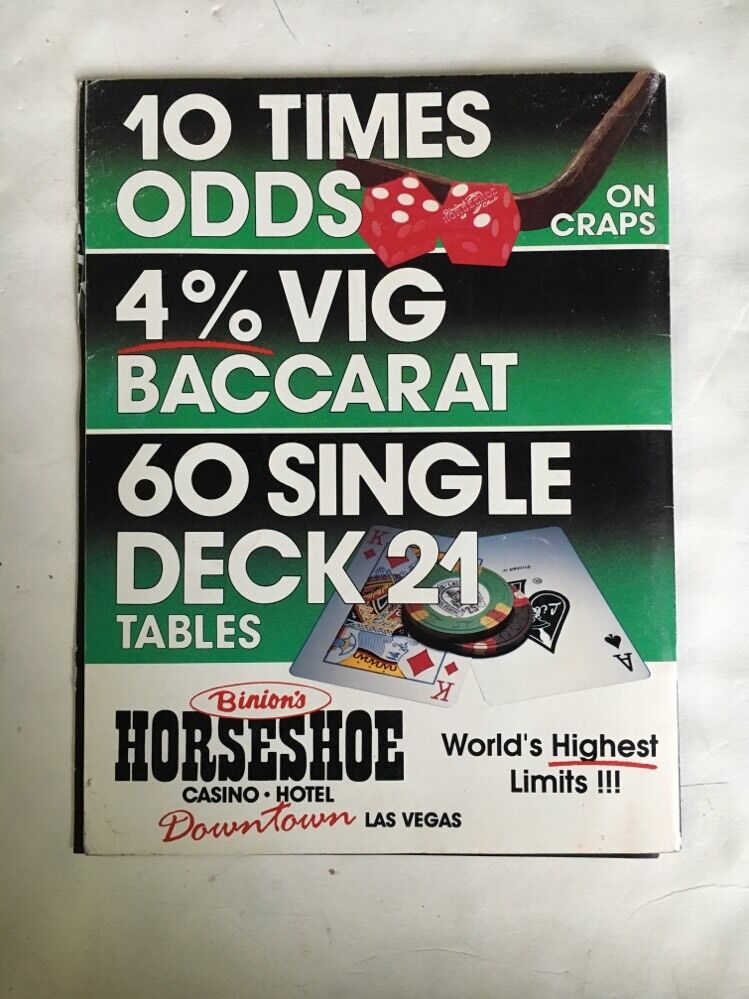 10 TIMES
ODDS
ON
CRAPS
4% VIG
BACCARAT
60 SINGLE
DECK 21
TABLES
K
K
A
Binion's
HORSESHOE
CASINO • HOTEL
Downtown LAS VEGAS
World's Highest
Limits !!!